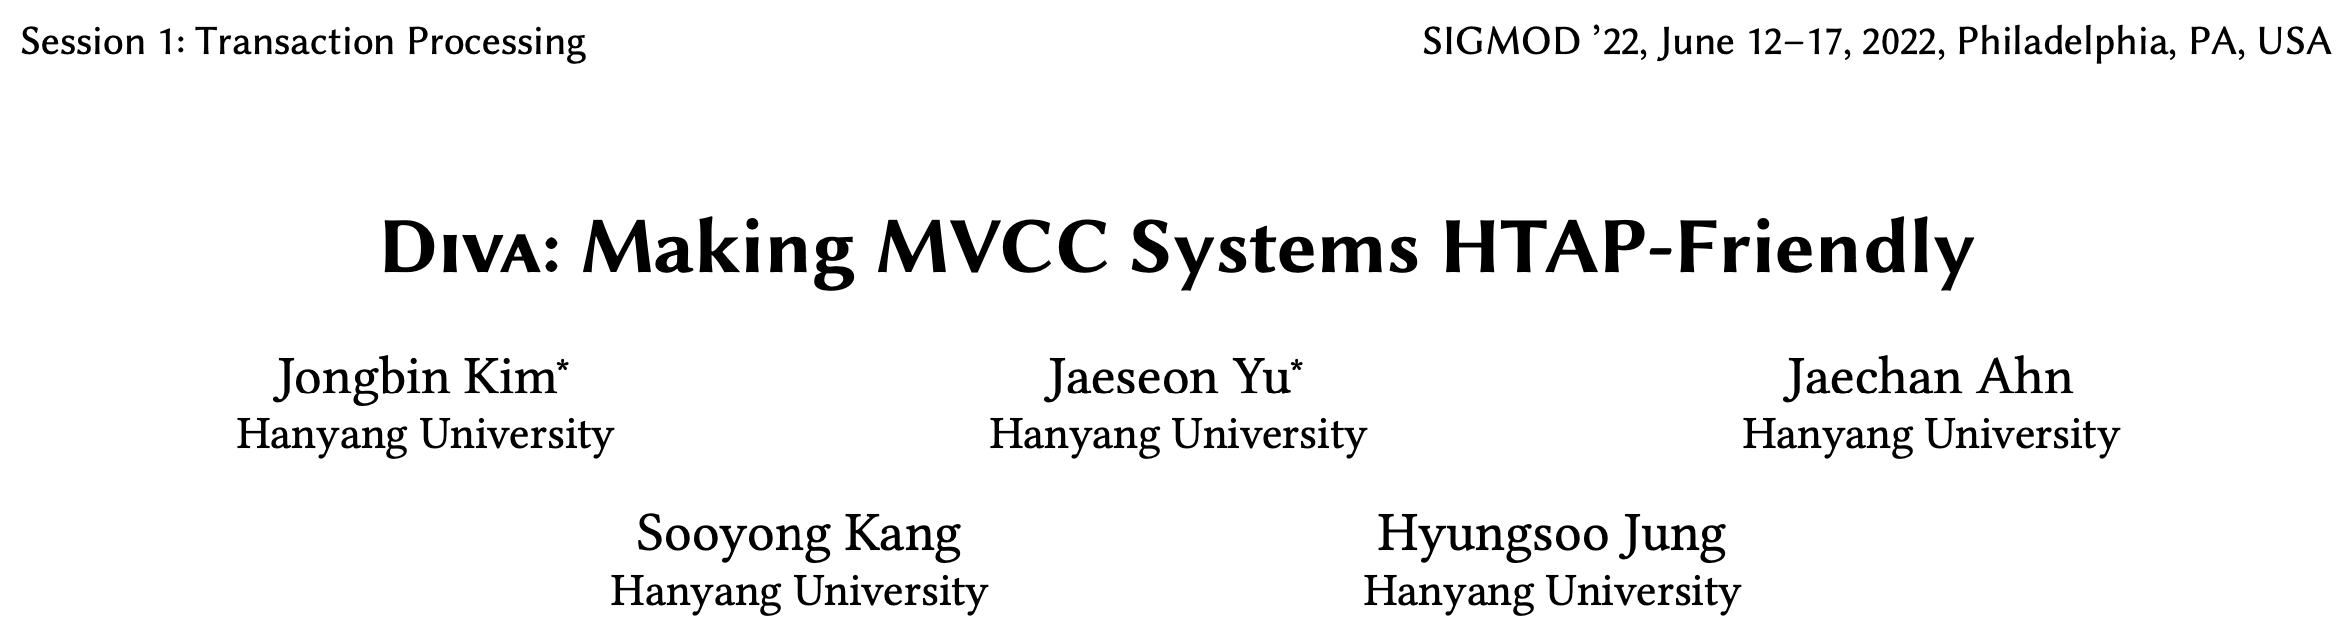 Session 1: Transaction Processing
SIGMOD ’22, June 12–17, 2022, Philadelphia, PA, USA
Diva: Making MVCC Systems HTAP-Friendly
Jongbin Kim*
Hanyang University
Jaeseon Yu*
Hanyang University
Jaechan Ahn
Hanyang University
Sooyong Kang
Hanyang University
Hyungsoo Jung
Hanyang University